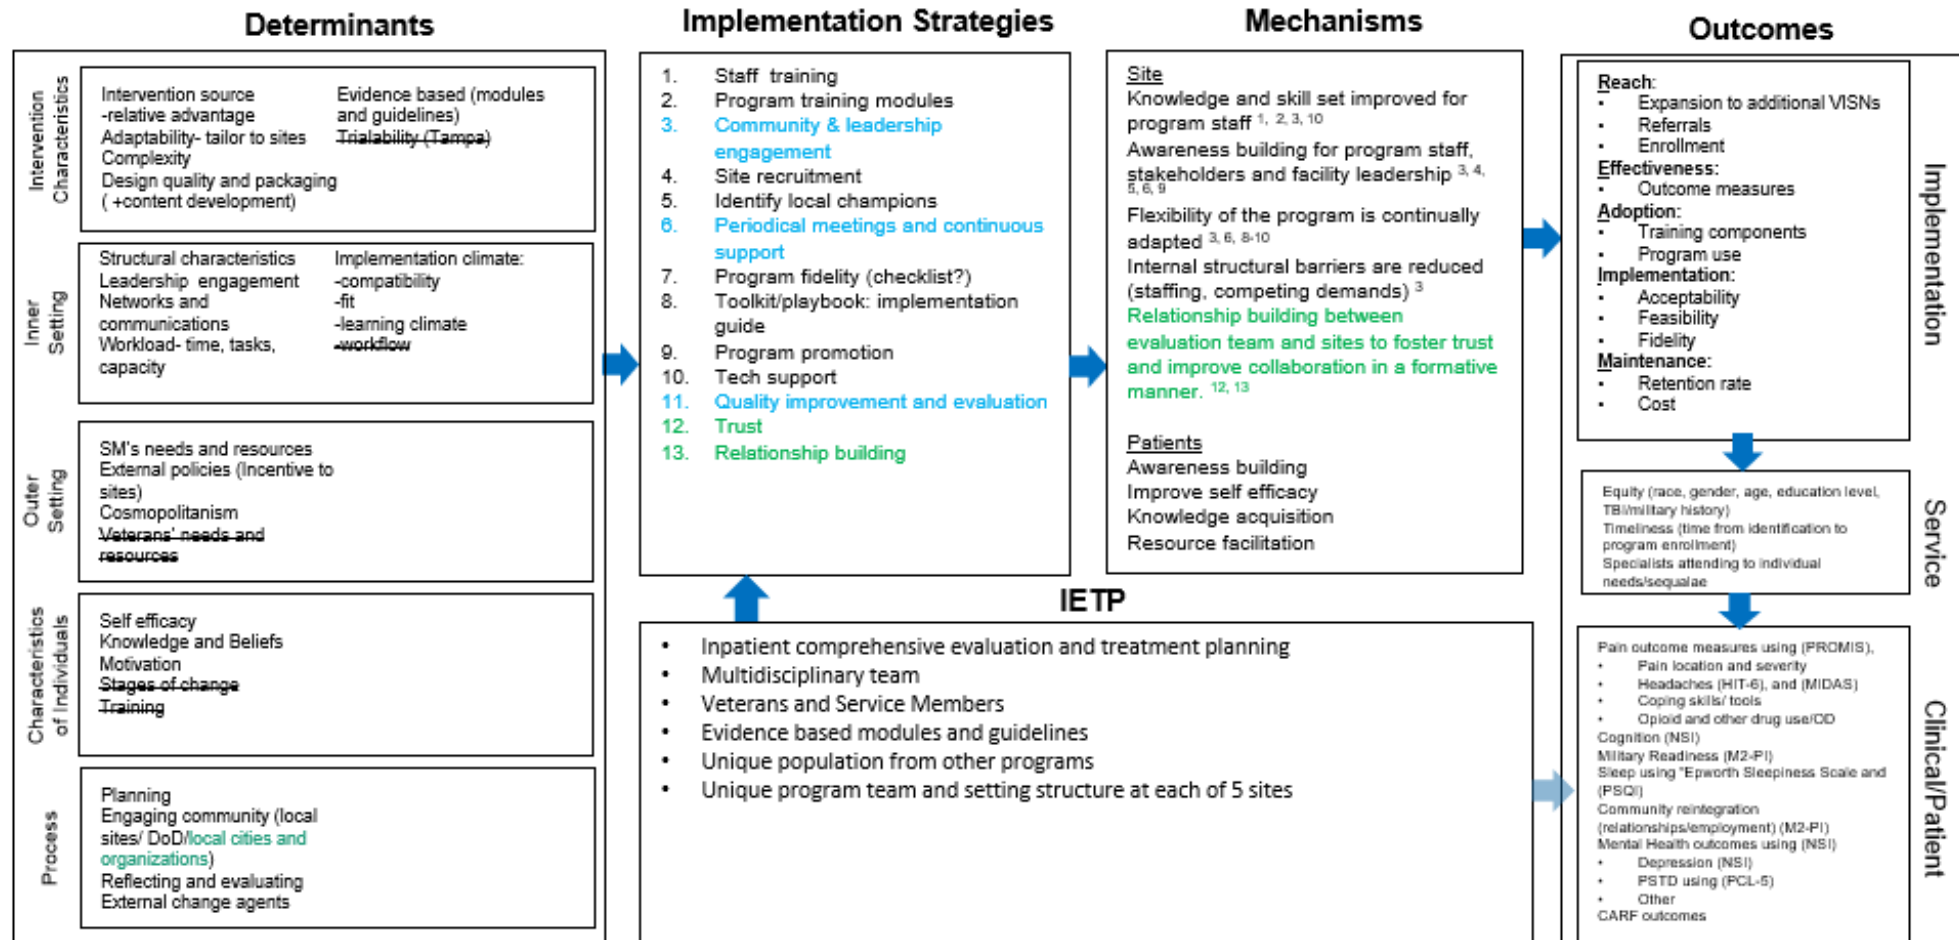 Determinants
Implementation Strategies
Mechanisms
Outcomes
Intervention
Characteristics
Intervention source
-relative advantage
Adaptability- tailor to sites
Complexity
Design quality and packaging
( +content development)
Evidence based (modules
and guidelines)
Trialability (Tampa)
Inner
Setting
Structural characteristics
Leadership engagement
Networks and
communications
Workload- time, tasks,
capacity
Implementation climate:
-compatibility
-fit
-learning climate
-workflow
Outer
Setting
SM's needs and resources
External policies (Incentive to
sites)
Cosmopolitanism
Veterans' needs and
resources
Characteristics
of Individuals
Self efficacy
Knowledge and Beliefs
Motivation
Stages of change
Training
Process
Planning
Engaging community (local
sites/ DoD/local cities and
organizations)
Reflecting and evaluating
External change agents
1. Staff training
2. Program training modules
3. Community & leadership
engagement
4. Site recruitment
5. Identify local champions
6. Periodical meetings and continuous
support
7. Program fidelity (checklist?)
8. Toolkit/playbook: implementation
guide
9. Program promotion
10. Tech support
11. Quality improvement and evaluation
12. Trust
13. Relationship building
Site
Knowledge and skill set improved for
program staff 1, 2, 3, 10
Awareness building for program staff,
stakeholders and facility leadership 3, 4,
5, 6, 9
Flexibility of the program is continually
adapted 3, 6, 8-10
Internal structural barriers are reduced
(staffing, competing demands) 3
Relationship building between
evaluation team and sites to foster trust
and improve collaboration in a formative
manner. 12, 13
Patients
Awareness building
Improve self efficacy
Knowledge acquisition
Resource facilitation
IETP
• Inpatient comprehensive evaluation and treatment planning
• Multidisciplinary team
• Veterans and Service Members
• Evidence based modules and guidelines
• Unique population from other programs
• Unique program team and setting structure at each of 5 sites
Reach:
• Expansion to additional VISNs
• Referrals
• Enrollment
Effectiveness:
• Outcome measures
Adoption:
• Training components
• Program use
Implementation:
• Acceptability
• Feasibility
• Fidelity
Maintenance:
• Retention rate
• Cost
Implementation
Equity (race, gender, age, education level,
TBI/military history)
Timeliness (time from identification to
program enrollment)
Specialists attending to individual
needs/sequalae
Service
Pain outcome measures using (PROMIS),
• Pain location and severity
• Headaches (HIT-6), and (MIDAS)
• Coping skills/ tools
• Opioid and other drug use/OD
Cognition (NSI)
Military Readiness (M2-PI)
Sleep using "Epworth Sleepiness Scale and
(PSQI)
Community reintegration
(relationships/employment) (M2-PI)
Mental Health outcomes using (NSI)
• Depression (NSI)
• PSTD using (PCL-5)
• Other
CARF outcomes
Clinical/Patient